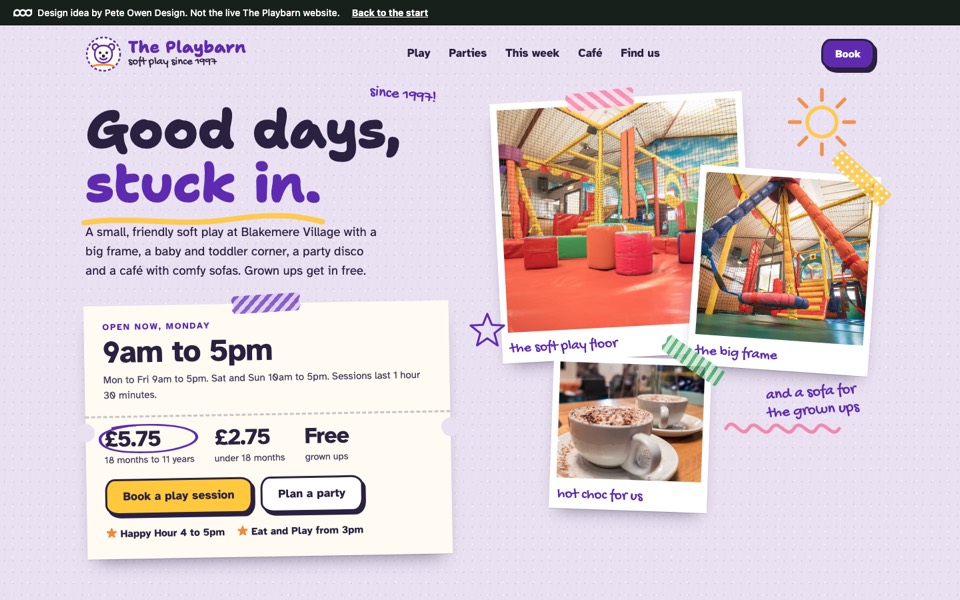 Design idea by Pete Owen Design. Not the live The Playbarn website. Back to the start
The Playbarn
soft play since 1997
Play Parties This week Café Find us
Book
since 1997!
Good days,
stuck in.
A small, friendly soft play at Blakemere Village with a
big frame, a baby and toddler corner, a party disco
and a café with comfy sofas. Grown ups get in free.
OPEN NOW, MONDAY
9am to 5pm
Mon to Fri 9am to 5pm. Sat and Sun 10am to 5pm. Sessions last 1 hour
30 minutes.
£5.75 £2.75 Free
18 months to 11 years under 18 months grown ups
Book a play session Plan a party
Happy Hour 4 to 5pm Eat and Play from 3pm
the soft play floor
the big frame
and a sofa for
the grown ups
hot choc for us